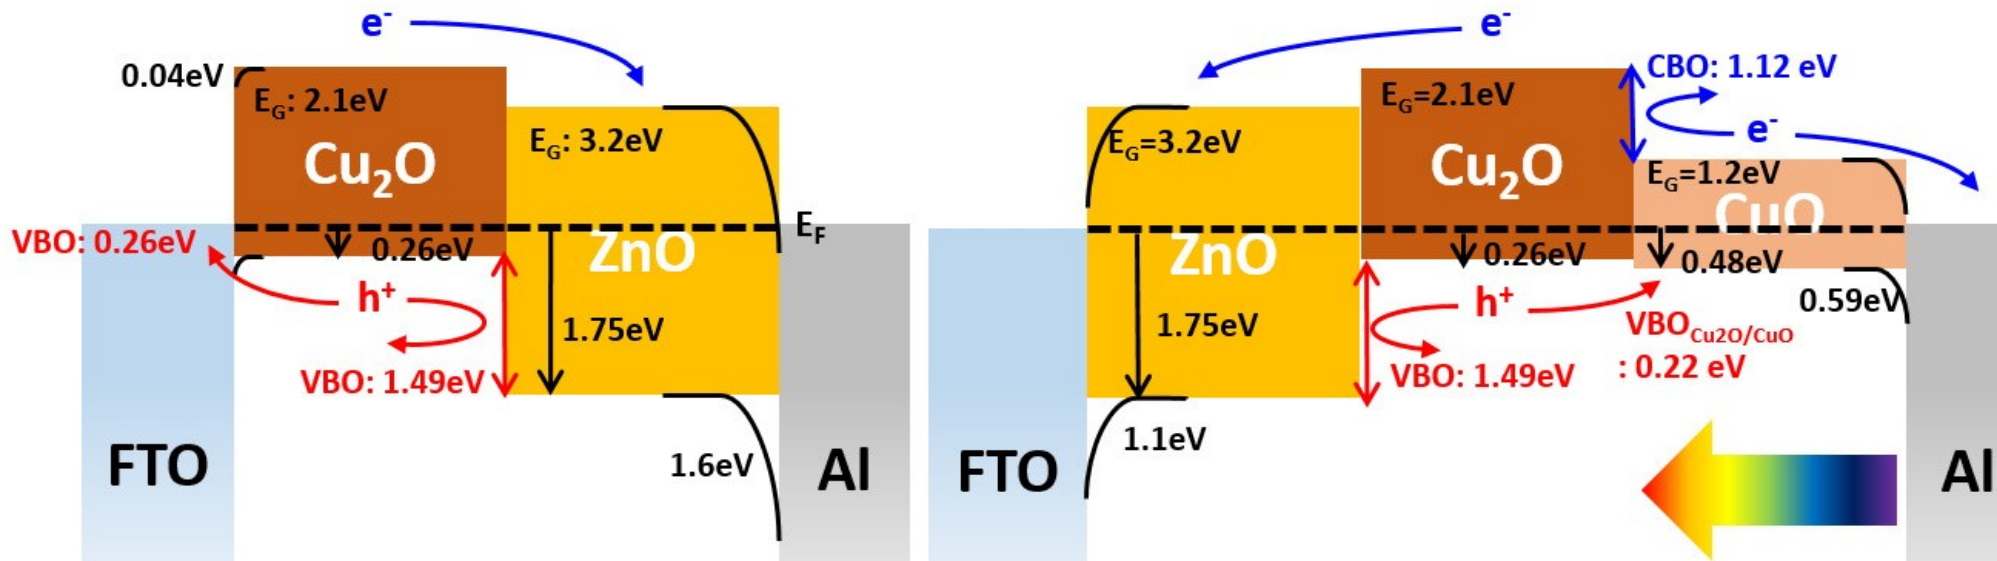 e⁻
0.04eV
E_G: 2.1eV
Cu₂O
E_G: 3.2eV
ZnO
E_F
VBO: 0.26eV
0.26eV
h⁺
1.75eV
VBO: 1.49eV
1.6eV
FTO
Al
e⁻
CBO: 1.12 eV
E_G=2.1eV
e⁻
E_G=3.2eV
Cu₂O
E_G=1.2eV
CuO
ZnO
0.26eV
0.48eV
h⁺
0.59eV
1.75eV
VBO_Cu2O/CuO
: 0.22 eV
VBO: 1.49eV
1.1eV
FTO
Al